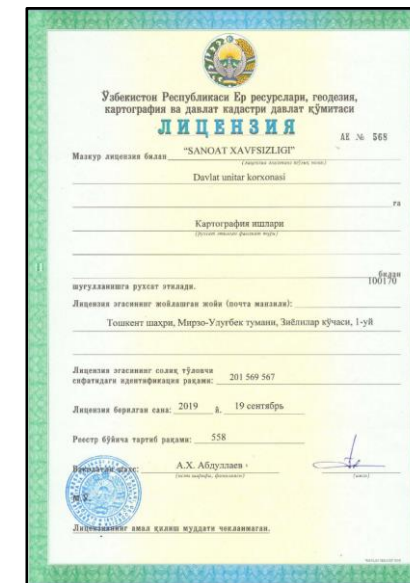 Ўзбекистон Республикаси Ер ресурслари, геодезия,
картография ва давлат кадастри давлат қўмитаси
ЛИЦЕНЗИЯ
АЕ № 568
Мазкур лицензия билан "SANOAT XAVFSIZLIGI"
Davlat unitar korxonasi
га
Картография ишлари
билан
100170
шуғулланишга рухсат этилади.
Лицензия эгасининг жойлашган жойи (почта манзили):
Тошкент шаҳри, Мирзо-Улуғбек тумани, Зиёлилар кўчаси, 1-уй
Лицензия эгасининг солиқ тўловчи
сифатидаги идентификация рақами: 201 569 567
Лицензия берилган сана: 2019 й. 19 сентябрь
Реестр бўйича тартиб рақами: 558
Ваколатли шахс: А.Х. Абдуллаев
(имзо)
М.Ў.
Лицензиянинг амал қилиш муддати чекланмаган.